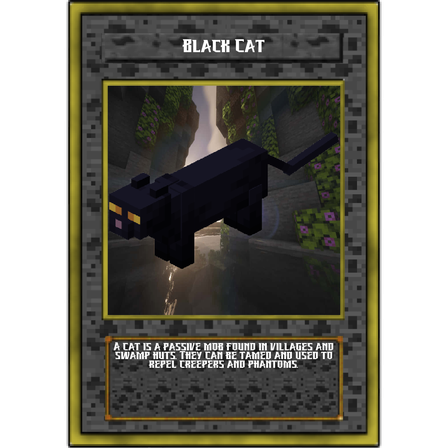 BLACK CAT
A CAT IS A PASSIVE MOB FOUND IN VILLAGES AND
SWAMP HUTS. THEY CAN BE TAMED AND USED TO
REPEL CREEPERS AND PHANTOMS.